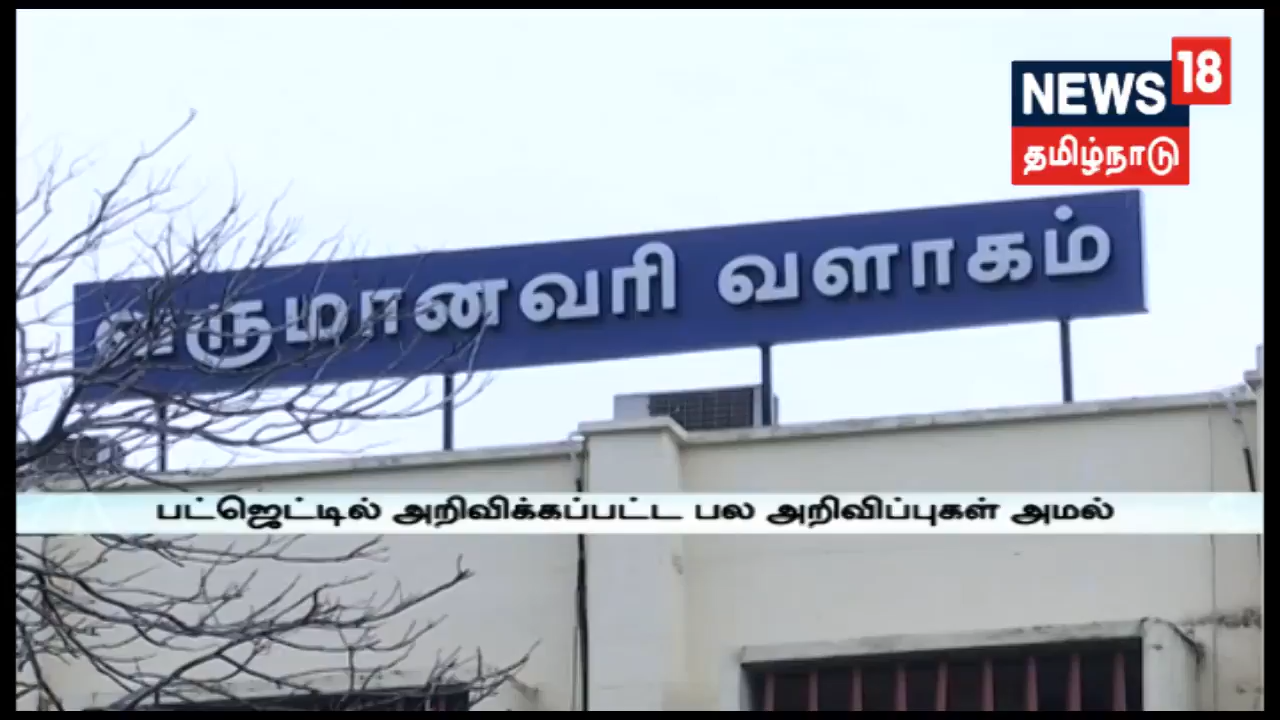 NEWS 18
தமிழ்நாடு
வருமானவரி வளாகம்
பட்ஜெட்டில் அறிவிக்கப்பட்ட பல அறிவிப்புகள் அமல்